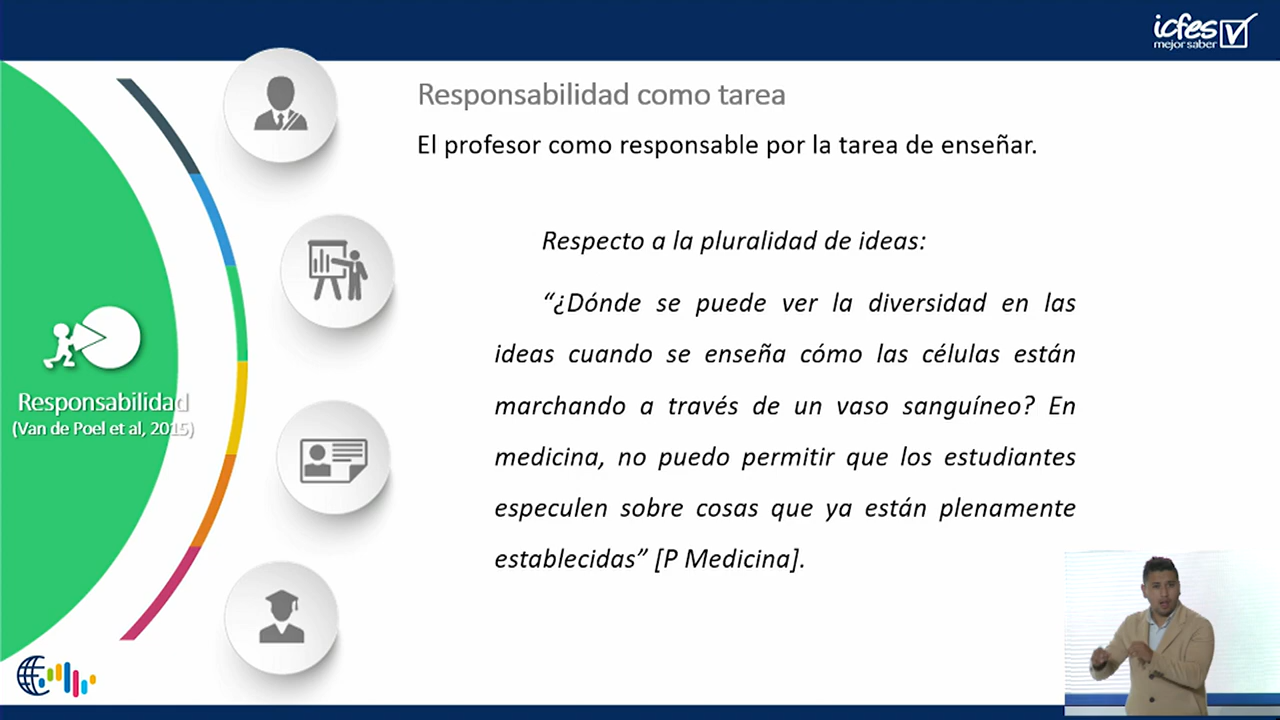 icfes
mejor saber
Responsabilidad como tarea
El profesor como responsable por la tarea de enseñar.
Respecto a la pluralidad de ideas:
“¿Dónde se puede ver la diversidad en las
ideas cuando se enseña cómo las células están
marchando a través de un vaso sanguíneo? En
medicina, no puedo permitir que los estudiantes
especulen sobre cosas que ya están plenamente
establecidas” [P Medicina].
Responsabilidad
(Van de Poel et al, 2015)